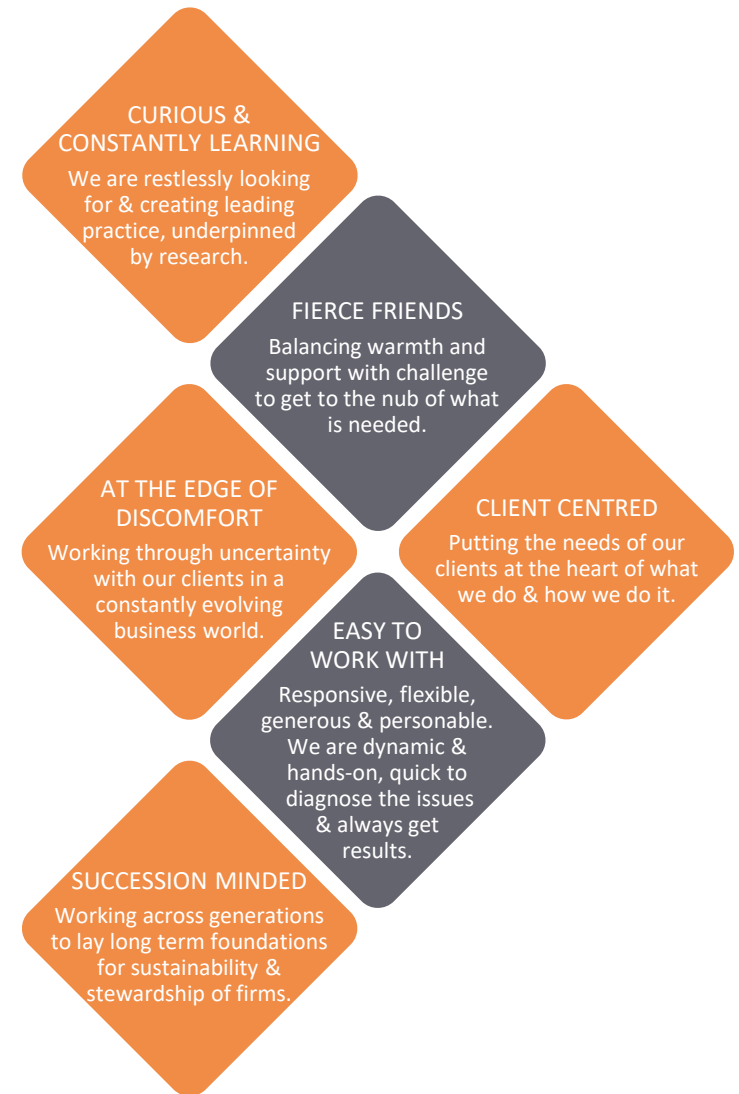 CURIOUS &
CONSTANTLY LEARNING
We are restlessly looking
for & creating leading
practice, underpinned
by research.
FIERCE FRIENDS
Balancing warmth and
support with challenge
to get to the nub of what
is needed.
AT THE EDGE OF
DISCOMFORT
Working through uncertainty
with our clients in a
constantly evolving
business world.
CLIENT CENTRED
Putting the needs of our
clients at the heart of what
we do & how we do it.
EASY TO
WORK WITH
Responsive, flexible,
generous & personable.
We are dynamic &
hands-on, quick to
diagnose the issues
& always get
results.
SUCCESSION MINDED
Working across generations
to lay long term foundations
for sustainability &
stewardship of firms.